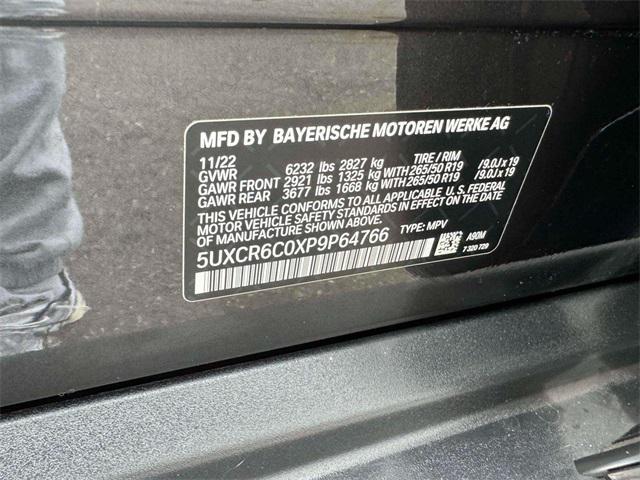 MFD BY BAYERISCHE MOTOREN WERKE AG
11/22 TIRE / RIM
GVWR 6232 lbs 2827 kg
GAWR FRONT 2921 lbs 1325 kg WITH 265/50 R19 /9.0J x 19
GAWR REAR 3677 lbs 1668 kg WITH 265/50 R19 /9.0J x 19
THIS VEHICLE CONFORMS TO ALL APPLICABLE U. S. FEDERAL
MOTOR VEHICLE SAFETY STANDARDS IN EFFECT ON THE DATE
OF MANUFACTURE SHOWN ABOVE.
5UXCR6C0XP9P64766 TYPE: MPV
A90M
7 320 729